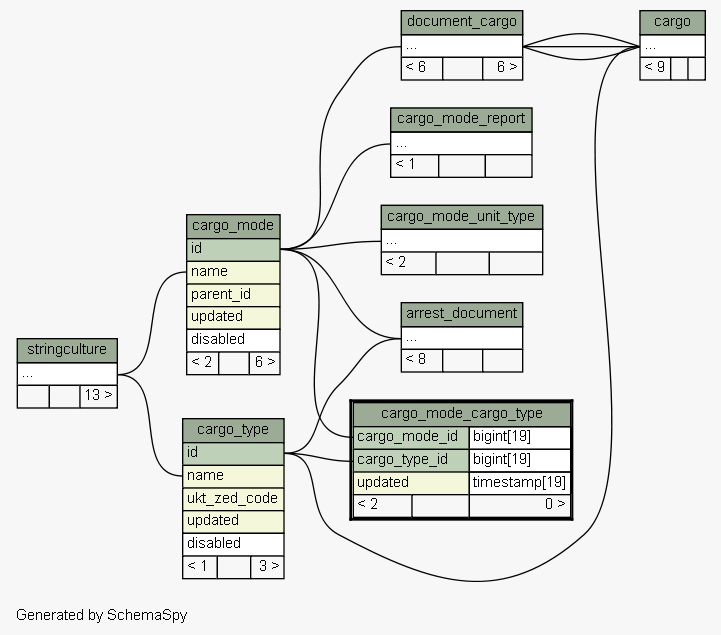 document_cargo
...
< 6 6 >
cargo
...
< 9
cargo_mode_report
...
< 1
cargo_mode_unit_type
...
< 2
cargo_mode
id
name
parent_id
updated
disabled
< 2 6 >
arrest_document
...
< 8
stringculture
...
13 >
cargo_mode_cargo_type
cargo_mode_id bigint[19]
cargo_type_id bigint[19]
updated timestamp[19]
< 2 0 >
cargo_type
id
name
ukt_zed_code
updated
disabled
< 1 3 >
Generated by SchemaSpy